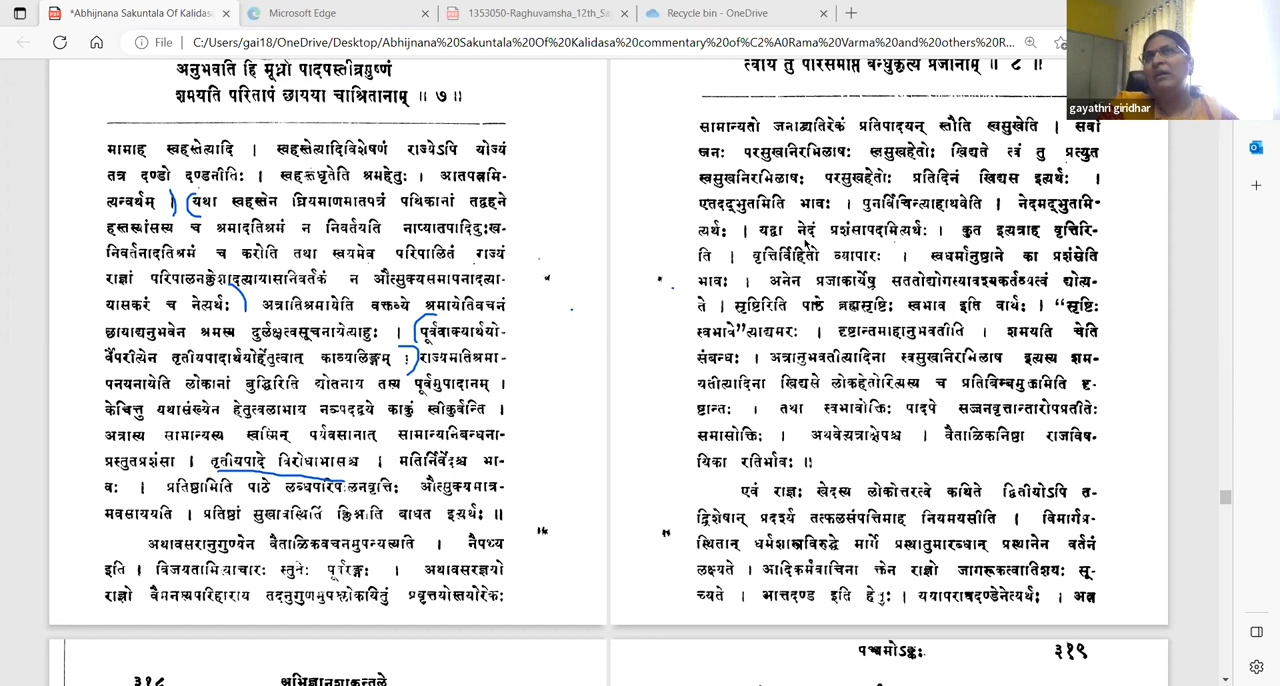 *Abhijnana Sakuntala Of Kalidas
Microsoft Edge
1353050-Raghuvamsha_12th_Sa
Recycle bin - OneDrive
File
C:/Users/gai18/OneDrive/Desktop/Abhijnana%20Sakuntala%20Of%20Kalidasa%20commentary%20of%C2%A0Rama%20Varma%20and%20others%20R...
gayathri giridhar
अनुभवति हि मूर्ध्ना पादपस्तीव्रमुष्णं
शमयति परितापं छायया चाश्रितानाम् ॥ ७ ॥
मामाह स्वहस्तेत्यादि । स्वहस्तेत्यादिविशेषणं राज्येऽपि योज्यं
तत्र दण्डो दण्डनीतिः । स्वहस्तधृतेति श्रमहेतुः । आतपत्रमि-
त्यन्वर्थम् । यथा स्वहस्तेन ध्रियमाणमातपत्रं पथिकानां तद्वहने
हस्तस्थांसस्य च श्रमादतिश्रमं न निवर्तयति नाप्यातपादिदुःख-
निवर्तनादतिश्रमं च करोति तथा स्वयमेव परिपालितं राज्यं
राज्ञां परिपालनक्लेशादत्यायासनिवर्तकं न औत्सुक्यसमापनादत्या-
यासकरं च नेत्यर्थः अत्रातिश्रमायेति वक्तव्ये श्रमायेतिवचनं
छायाद्यनुभवेन श्रमस्य दुर्लक्षत्वसूचनायेत्याहुः । पूर्ववाक्यार्थयो-
र्वैपरीत्येन तृतीयपादार्थयोर्हेतुत्वात् काव्यलिङ्गम् । राज्यमतिश्रमा-
पनयनायेति लोकानां बुद्धिरिति द्योतनाय तस्य पूर्वमुपादानम् ।
केचित्तु यथासंख्येन हेतुत्वलाभाय नञ्पदद्वये काकुं स्वीकुर्वन्ति ।
अत्रास्य सामान्यस्य स्वस्मिन् पर्यवसानात् सामान्यनिबन्धना-
प्रस्तुतप्रशंसा । तृतीयपादे विरोधाभासश्च । मतिर्निर्वेदश्च भा-
वः । प्रतिष्ठामिति पाठे लब्धपरिपालनवृत्तिः औत्सुक्यमात्र-
मवसाययति । प्रतिष्ठां सुखावस्थितिं क्लिश्नाति बाधत इत्यर्थः ॥
अथावसरानुगुण्येन वैतालिकवचनमुपन्यस्यति । नैपथ्य
इति । विजयतामित्याचारः स्तुतेः पूर्वरङ्गः । अथावसरज्ञयो
राज्ञो वैमनस्यपरिहाराय तदनुगुणमुपश्लोकयितुं प्रवृत्तयोस्तयोरेकः
३१८ अभिज्ञानशाकुन्तले
त्वयि तु परिसमाप्तं बन्धुकृत्यं प्रजानाम् ॥ ८ ॥
सामान्यतो जनाद्व्यतिरेकं प्रतिपादयन् स्तौति स्वसुखेति । सर्वो
जनः परसुखनिरभिलाषः स्वसुखहेतोः खिद्यते त्वं तु प्रत्युत
स्वसुखनिरभिलाषः परसुखहेतोः प्रतिदिनं खिद्यस इत्यर्थः ।
एतदद्भुतमिति भावः । पुनर्विचिन्त्याहाथवेति । नेदमद्भुतमि-
त्यर्थः । यद्वा नेदं प्रशंसापदमित्यर्थः । कुत इत्यत्राह वृत्तिरि-
ति । वृत्तिर्विहितो व्यापारः । स्वधर्मानुष्ठाने का प्रशंसेति
भावः । अनेन प्रजाकार्येषु सततोद्योगस्यावश्यकर्तव्यत्वं द्योत्य-
ते । सृष्टिरिति पाठे ब्रह्मसृष्टिः स्वभाव इति वार्थः । “सृष्टिः
स्वभावे”त्याद्यमरः । दृष्टान्तमाहानुभवतीति । शमयति चेति
संबन्धः । अत्रानुभवतीत्यादिना स्वसुखनिरभिलाष इत्यस्य शम-
यतीत्यादिना खिद्यसे लोकहेतोरित्यस्य च प्रतिबिम्बमुक्तमिति दृ-
ष्टान्तः । तथा स्वभावोक्तिः पादपे सज्जनवृत्तान्तारोपप्रतीतेः
समासोक्तिः । अथवेत्यत्राक्षेपश्च । वैतालिकनिष्ठा राजविष-
यिका रतिर्भावः ॥
एवं राज्ञः खेदस्य लोकोत्तरत्वे कथिते द्वितीयोऽपि त-
द्विशेषान् प्रदर्श्य तत्फलसंपत्तिमाह नियमयसीति । विमार्गप्र-
स्थितान् धर्मशास्त्रविरुद्धे मार्गे प्रस्थातुमारब्धान् प्रस्थानेन वर्तनं
लक्ष्यते । आदिकर्मवाचिना क्तेन राज्ञो जागरूकत्वातिशयः सू-
च्यते । आत्तदण्ड इति हेतुः । यथापराधदण्डेनेत्यर्थः । अत्र
पञ्चमोऽङ्कः. ३१९